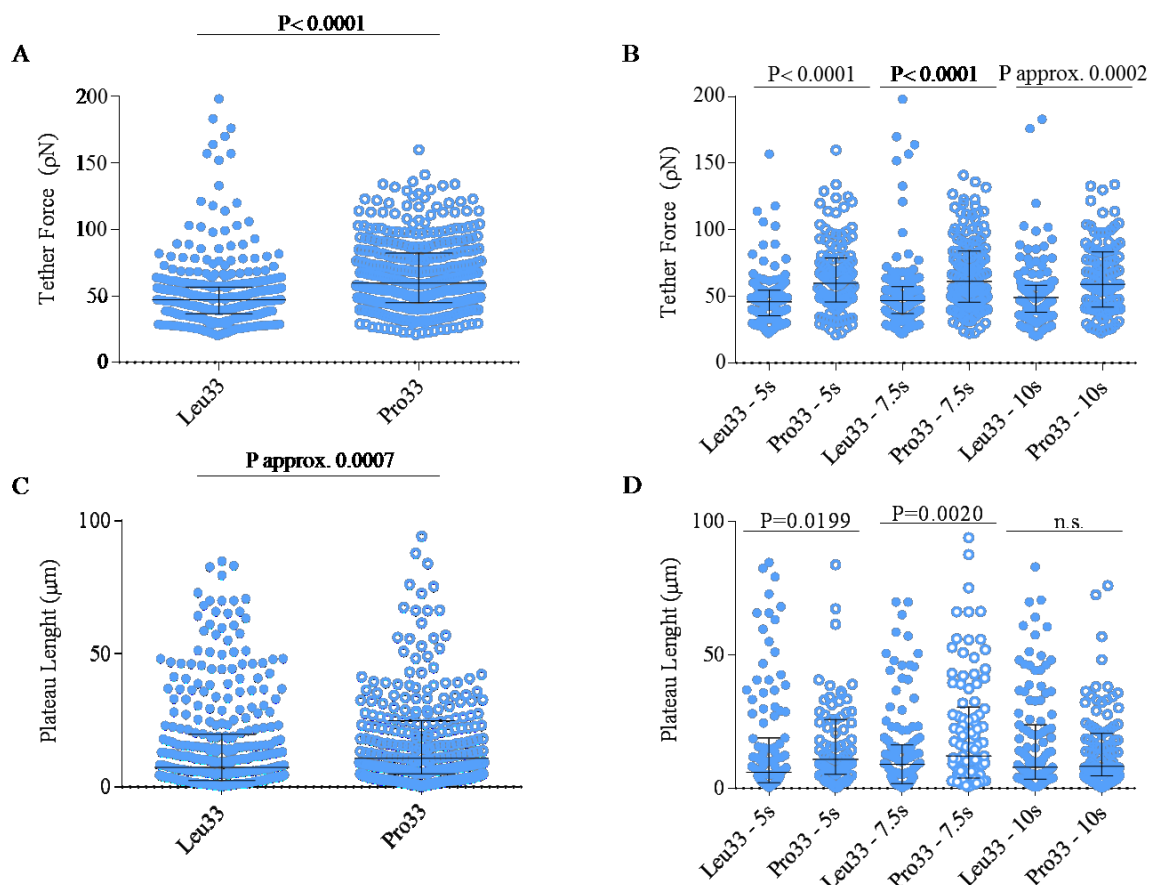 P< 0.0001
A
Tether Force (ρN)
200
150
100
50
0
Leu33
Pro33
B
P< 0.0001
P< 0.0001
P approx. 0.0002
Tether Force (ρN)
200
150
100
50
0
Leu33 - 5s
Pro33 - 5s
Leu33 - 7.5s
Pro33 - 7.5s
Leu33 - 10s
Pro33 - 10s
P approx. 0.0007
C
Plateau Lenght (μm)
100
50
0
Leu33
Pro33
D
P=0.0199
P=0.0020
n.s.
Plateau Lenght (μm)
100
50
0
Leu33 - 5s
Pro33 - 5s
Leu33 - 7.5s
Pro33 - 7.5s
Leu33 - 10s
Pro33 - 10s